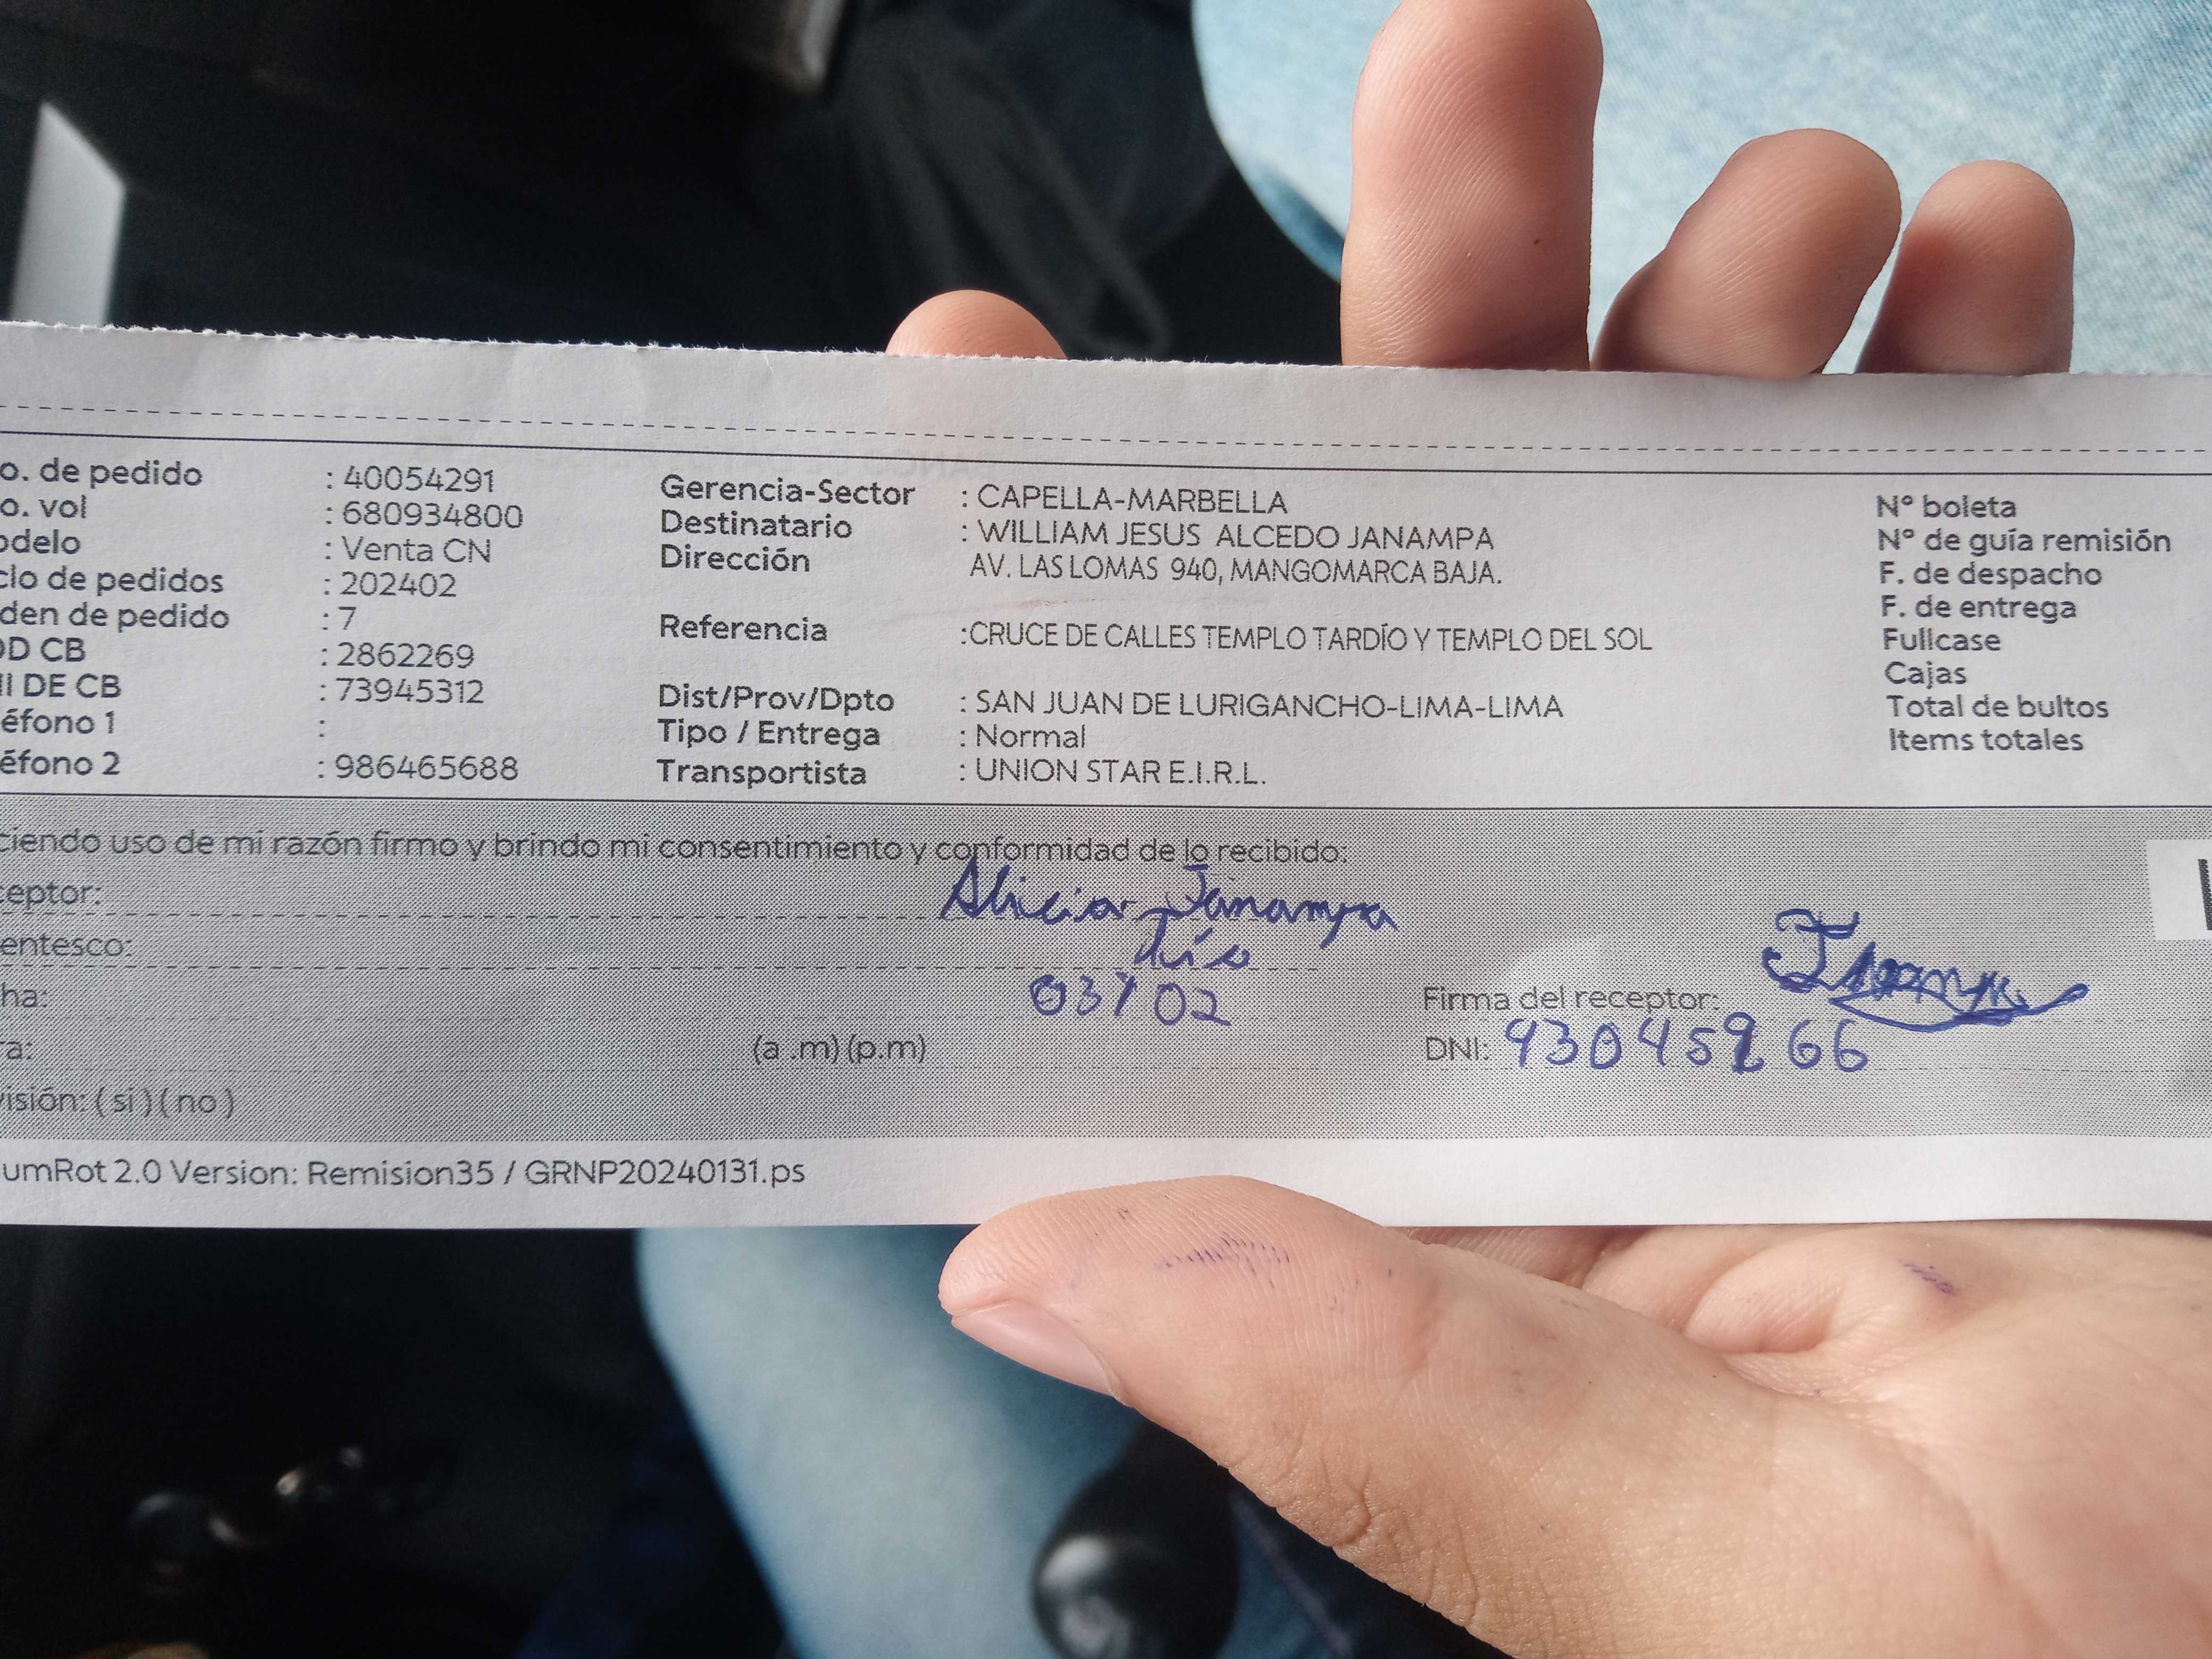 o. de pedido : 40054291
o. vol : 680934800
odelo : Venta CN
clo de pedidos : 202402
den de pedido : 7
OD CB : 2862269
II DE CB : 73945312
éfono 1 :
éfono 2 : 986465688
Gerencia-Sector : CAPELLA-MARBELLA
Destinatario : WILLIAM JESUS ALCEDO JANAMPA
Dirección AV. LAS LOMAS 940, MANGOMARCA BAJA.
Referencia :CRUCE DE CALLES TEMPLO TARDÍO Y TEMPLO DEL SOL
Dist/Prov/Dpto : SAN JUAN DE LURIGANCHO-LIMA-LIMA
Tipo / Entrega : Normal
Transportista : UNION STAR E.I.R.L.
N° boleta
N° de guía remisión
F. de despacho
F. de entrega
Fullcase
Cajas
Total de bultos
Items totales
ciendo uso de mi razón firmo y brindo mi consentimiento y conformidad de lo recibido:
ceptor: Janampa
entesco:
ha: 03/02
ra: (a .m) (p.m)
Firma del receptor:
DNI:
visión: ( si ) ( no )
umRot 2.0 Version: Remision35 / GRNP20240131.ps